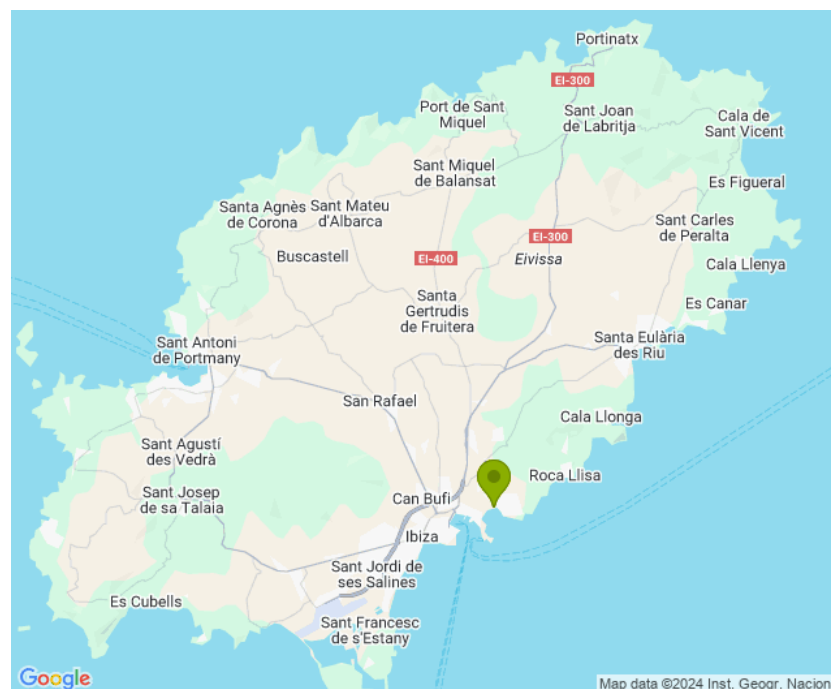 Portinatx
EI-300
Port de Sant
Miquel
Sant Joan
de Labritja
Cala de
Sant Vicent
Sant Miquel
de Balansat
Es Figueral
Santa Agnès
de Corona
Sant Mateu
d'Albarca
Sant Carles
de Peralta
EI-300
Buscastell
EI-400
Eivissa
Cala Llenya
Santa
Gertrudis
de Fruitera
Es Canar
Sant Antoni
de Portmany
Santa Eulària
des Riu
San Rafael
Cala Llonga
Sant Agustí
des Vedrà
Roca Llisa
Sant Josep
de sa Talaia
Can Bufi
Ibiza
Sant Jordi de
ses Salines
Es Cubells
Sant Francesc
de s'Estany
Google
Map data ©2024 Inst. Geogr. Nacion